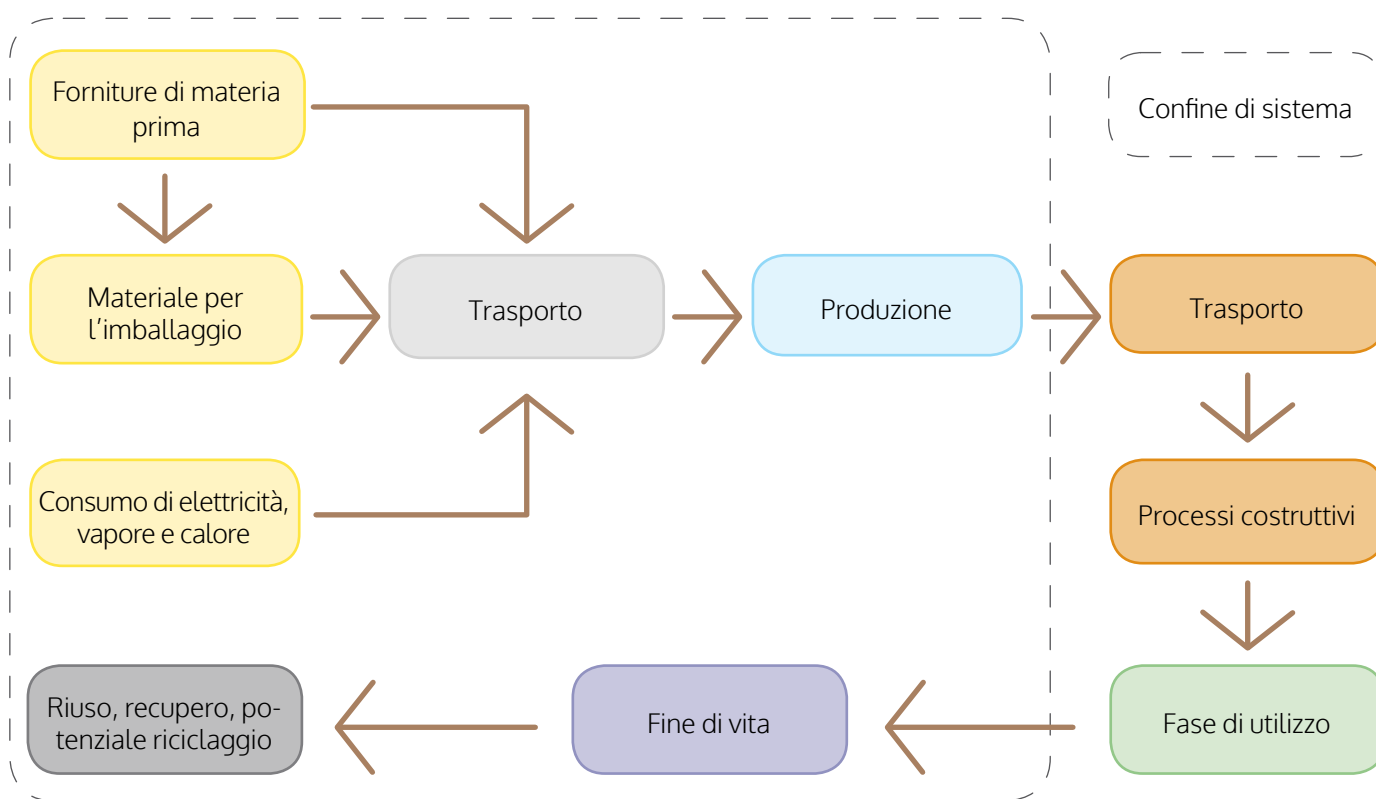 Forniture di materia
prima
Confine di sistema
Materiale per
l'imballaggio
Trasporto
Produzione
Trasporto
Consumo di elettricità,
vapore e calore
Processi costruttivi
Riuso, recupero, po-
tenziale riciclaggio
Fine di vita
Fase di utilizzo